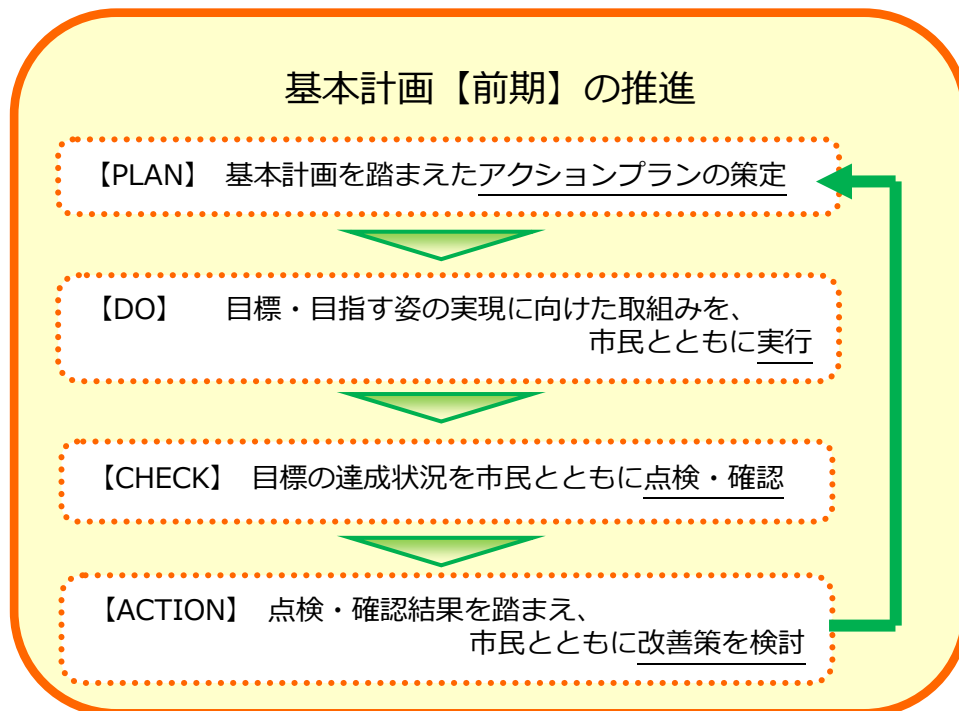 基本計画【前期】の推進
【PLAN】 基本計画を踏まえたアクションプランの策定
【DO】 目標・目指す姿の実現に向けた取組みを、
市民とともに実行
【CHECK】 目標の達成状況を市民とともに点検・確認
【ACTION】 点検・確認結果を踏まえ、
市民とともに改善策を検討